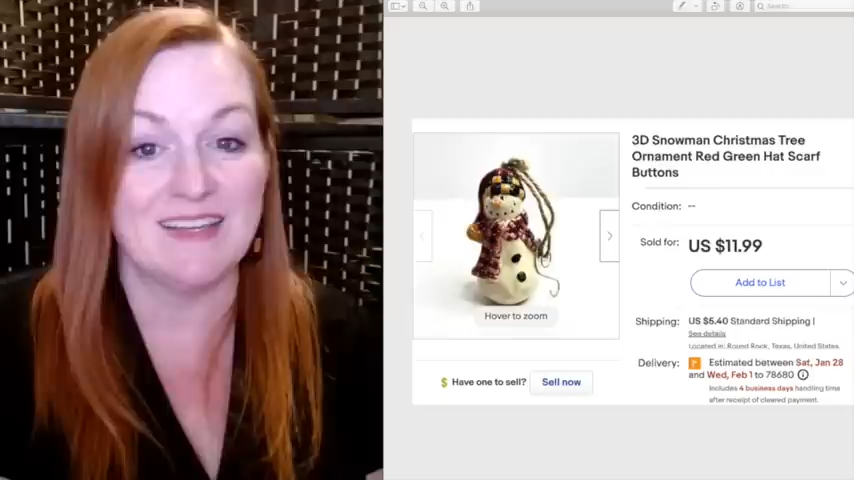 Search
3D Snowman Christmas Tree
Ornament Red Green Hat Scarf
Buttons
Condition: --
Sold for: US $11.99
Add to List
Hover to zoom
Shipping: US $5.40 Standard Shipping |
See details
Located in: Round Rock, Texas, United States
Delivery: Estimated between Sat, Jan 28
and Wed, Feb 1 to 78680
Includes 4 business days handling time
after receipt of cleared payment.
$ Have one to sell? Sell now